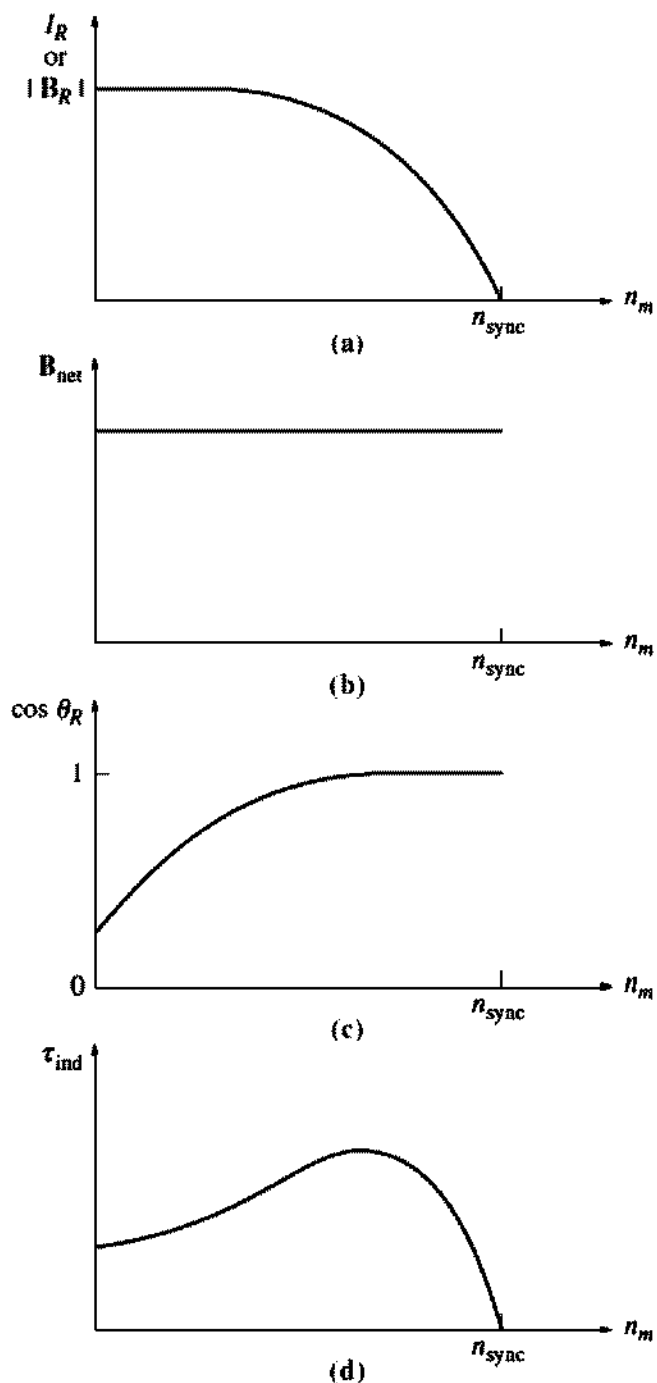 I_R
or
| B_R |
n_m
n_sync
(a)
B_net
n_m
n_sync
(b)
cos θ_R
1
0
n_m
n_sync
(c)
τ_ind
n_m
n_sync
(d)